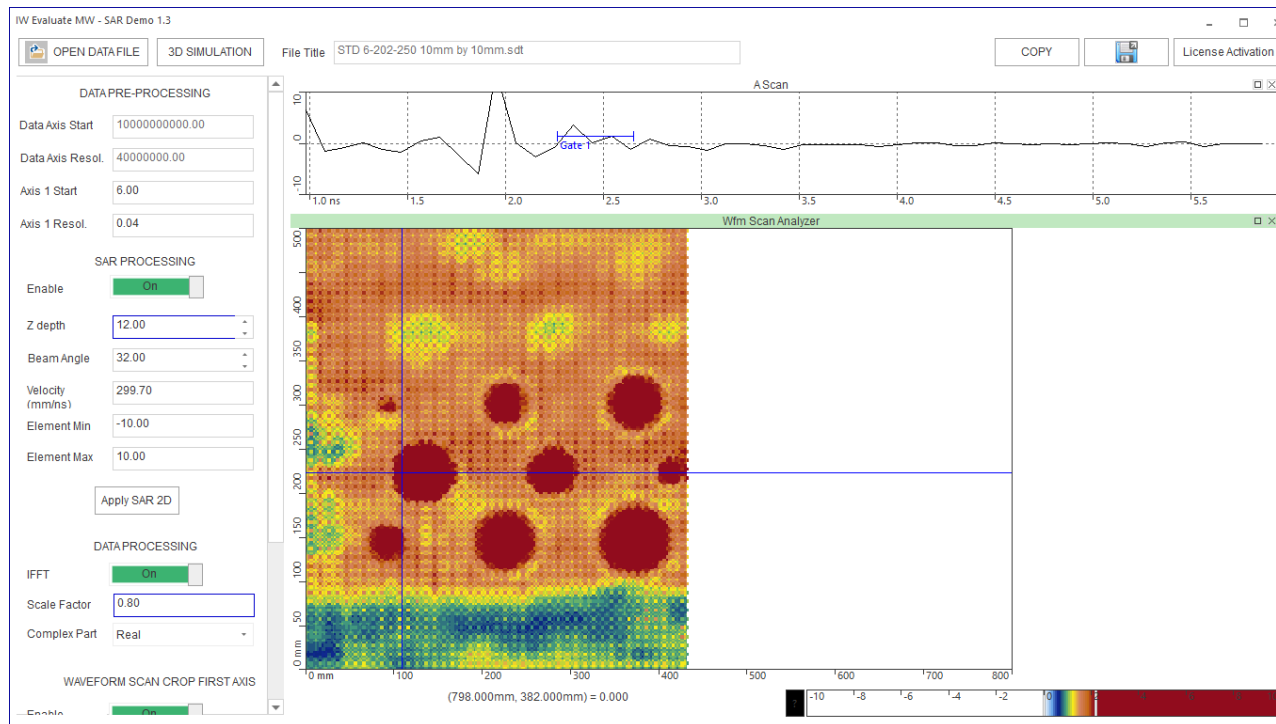 IW Evaluate MW - SAR Demo 1.3
OPEN DATA FILE
3D SIMULATION
File Title
STD 6-202-250 10mm by 10mm.sdt
COPY
License Activation
DATA PRE-PROCESSING
Data Axis Start
10000000000.00
Data Axis Resol.
40000000.00
Axis 1 Start
6.00
Axis 1 Resol.
0.04
SAR PROCESSING
Enable
On
Z depth
12.00
Beam Angle
32.00
Velocity
(mm/ns)
299.70
Element Min
-10.00
Element Max
10.00
Apply SAR 2D
DATA PROCESSING
IFFT
On
Scale Factor
0.80
Complex Part
Real
WAVEFORM SCAN CROP FIRST AXIS
Enable
On
A Scan
10
0
-10
Gate 1
1.0 ns
1.5
2.0
2.5
3.0
3.5
4.0
4.5
5.0
5.5
Wfm Scan Analyzer
500
400
350
300
250
200
150
100
50
0 mm
0 mm
100
200
300
400
500
600
700
800
(798.000mm, 382.000mm) = 0.000
?
-10
-8
-6
-4
-2
0